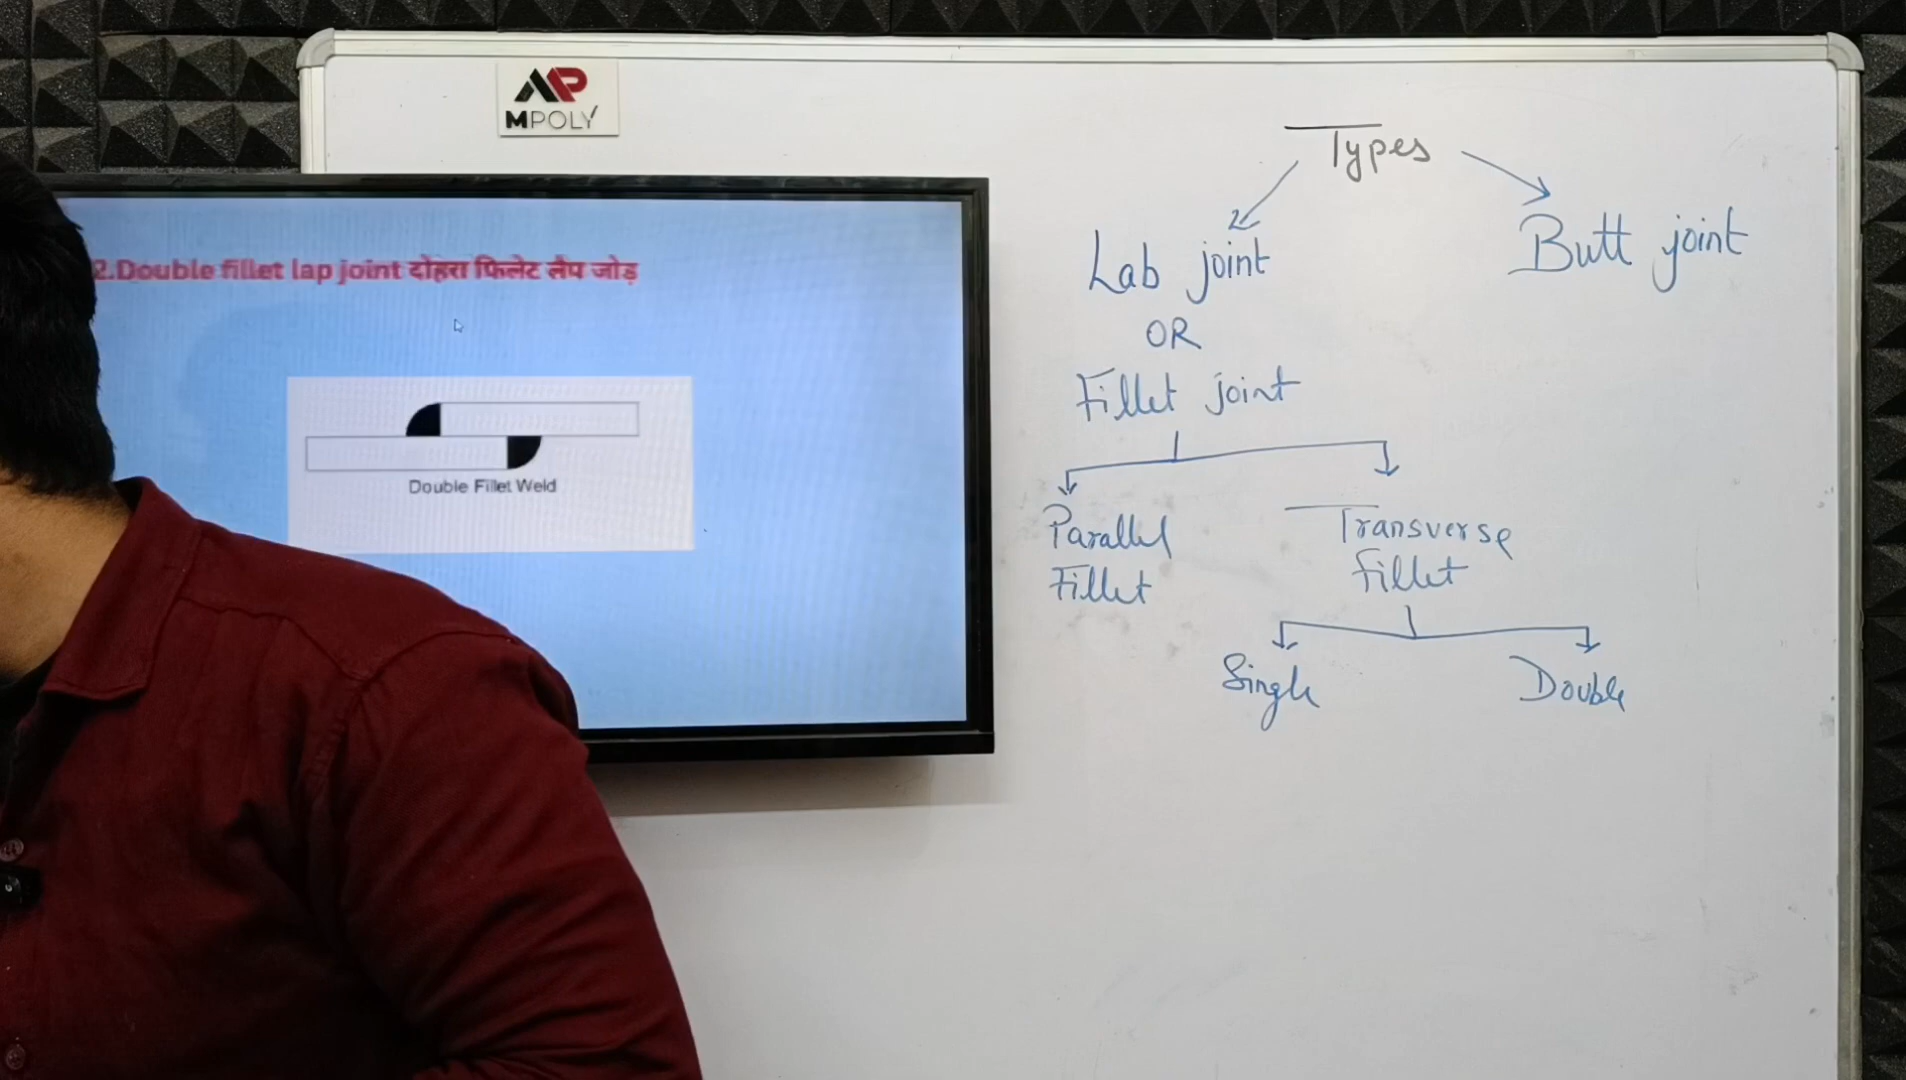 MPOLY
2.Double fillet lap joint दोहरा फिलेट लैप जोड़
Double Fillet Weld
Types
Lab joint
Butt joint
OR
Fillet joint
Parallel
Fillet
Transverse
fillet
Single
Double